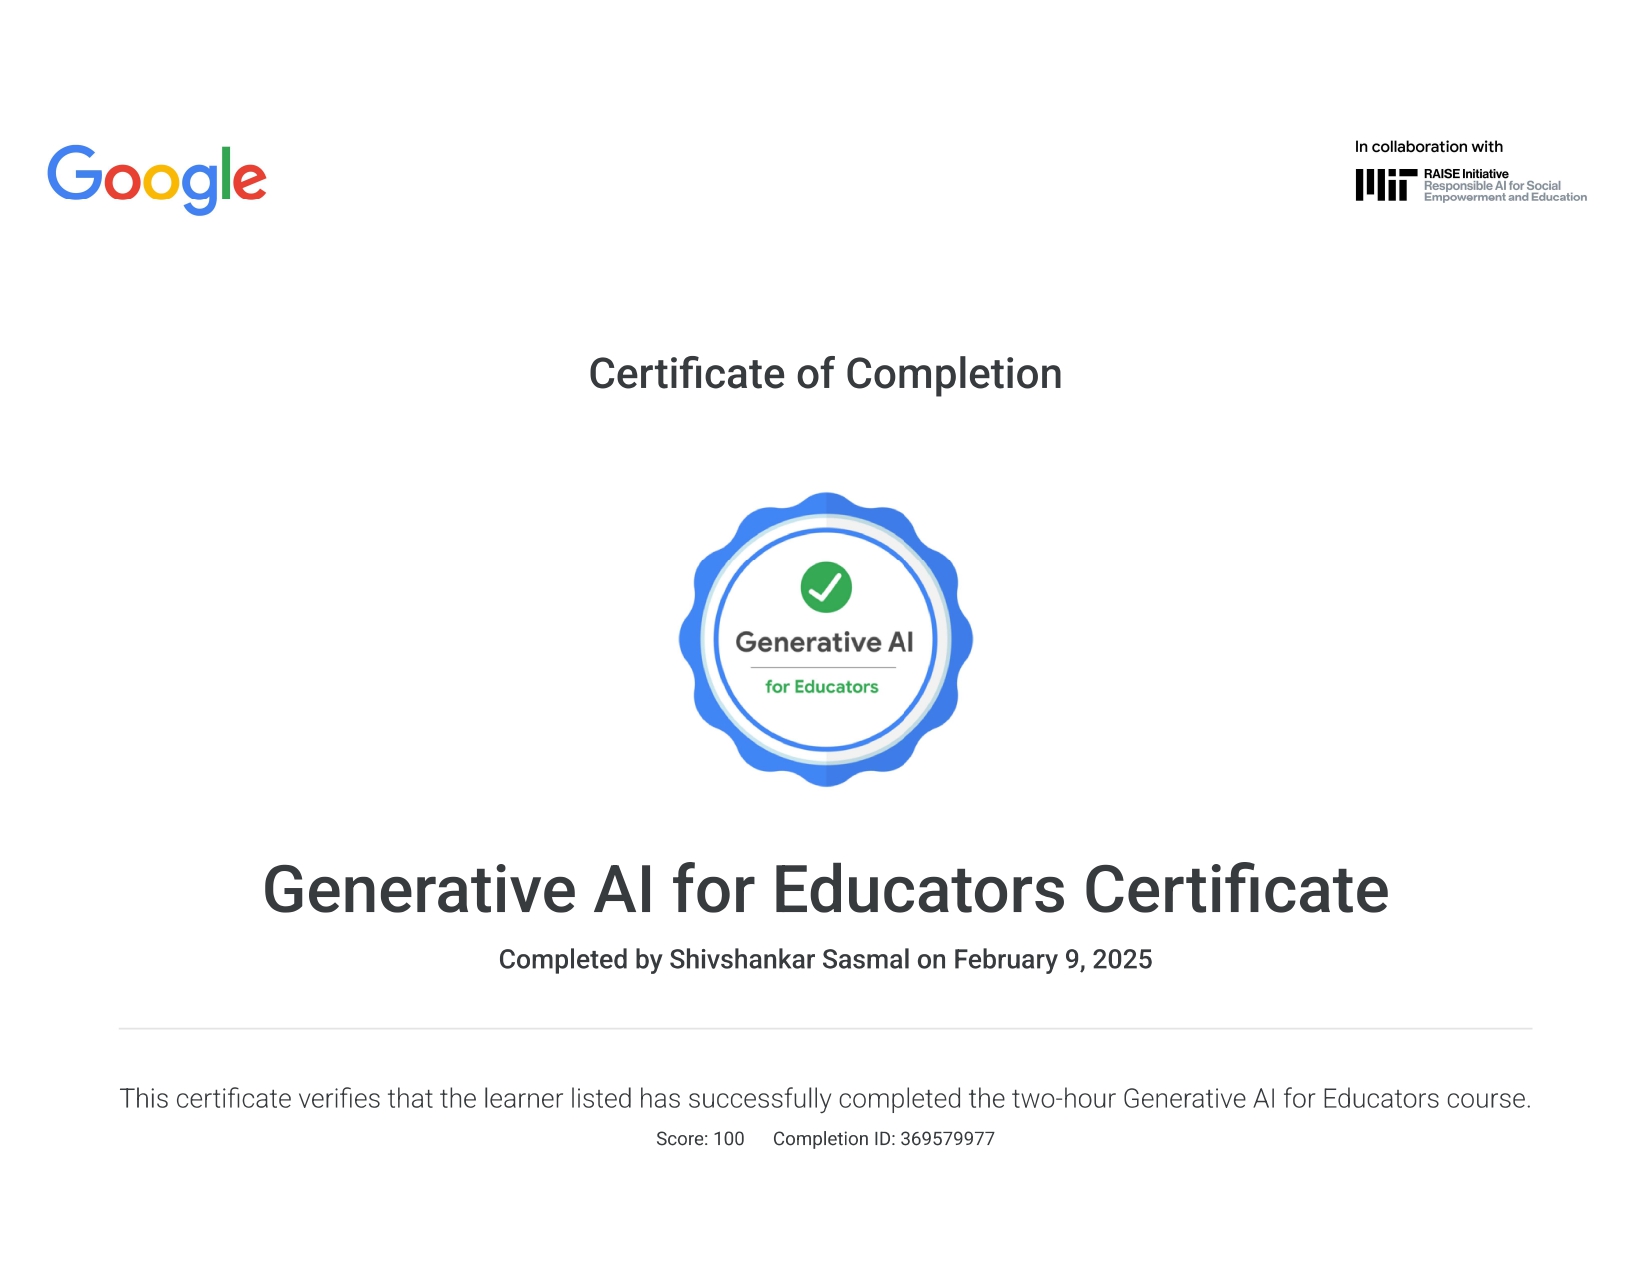 Google
In collaboration with
MIT RAISE Initiative
Responsible AI for Social
Empowerment and Education
Certificate of Completion
Generative AI
for Educators
Generative AI for Educators Certificate
Completed by Shivshankar Sasmal on February 9, 2025
This certificate verifies that the learner listed has successfully completed the two-hour Generative AI for Educators course.
Score: 100 Completion ID: 369579977